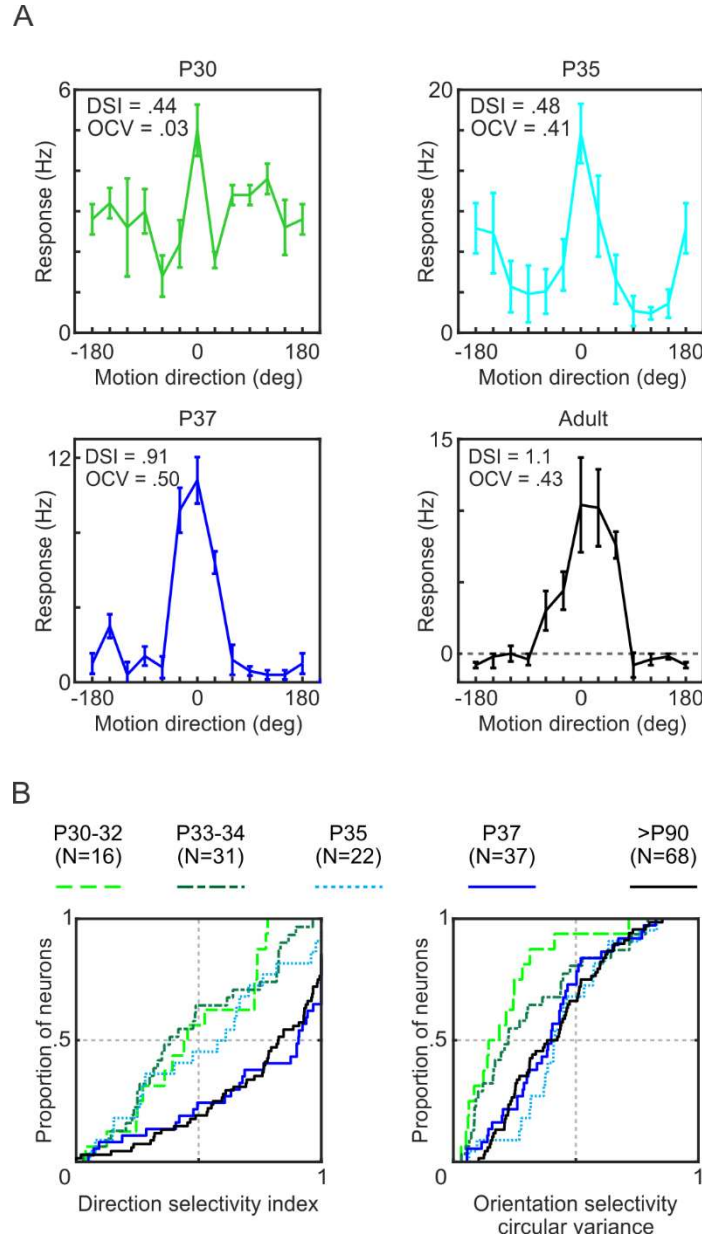 A
P30
6
DSI = .44
OCV = .03
Response (Hz)
0
-180
0
180
Motion direction (deg)
P35
20
DSI = .48
OCV = .41
Response (Hz)
0
-180
0
180
Motion direction (deg)
P37
12
DSI = .91
OCV = .50
Response (Hz)
0
-180
0
180
Motion direction (deg)
Adult
15
DSI = 1.1
OCV = .43
Response (Hz)
0
-180
0
180
Motion direction (deg)
B
P30-32
(N=16)
P33-34
(N=31)
P35
(N=22)
P37
(N=37)
>P90
(N=68)
1
.5
Proportion of neurons
0
1
Direction selectivity index
1
.5
Proportion of neurons
0
1
Orientation selectivity
circular variance